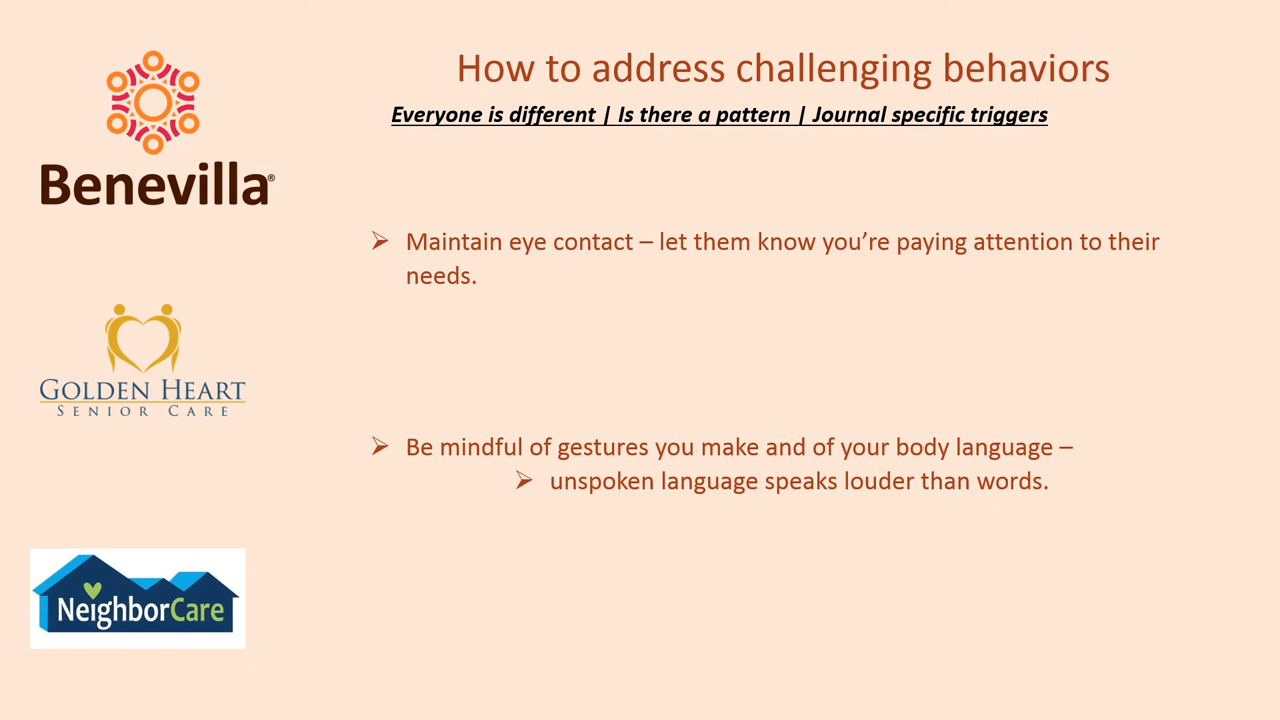 How to address challenging behaviors
Everyone is different | Is there a pattern | Journal specific triggers
Benevilla®
➢ Maintain eye contact – let them know you’re paying attention to their
needs.
GOLDEN HEART
SENIOR CARE
➢ Be mindful of gestures you make and of your body language –
➢ unspoken language speaks louder than words.
NeighborCare